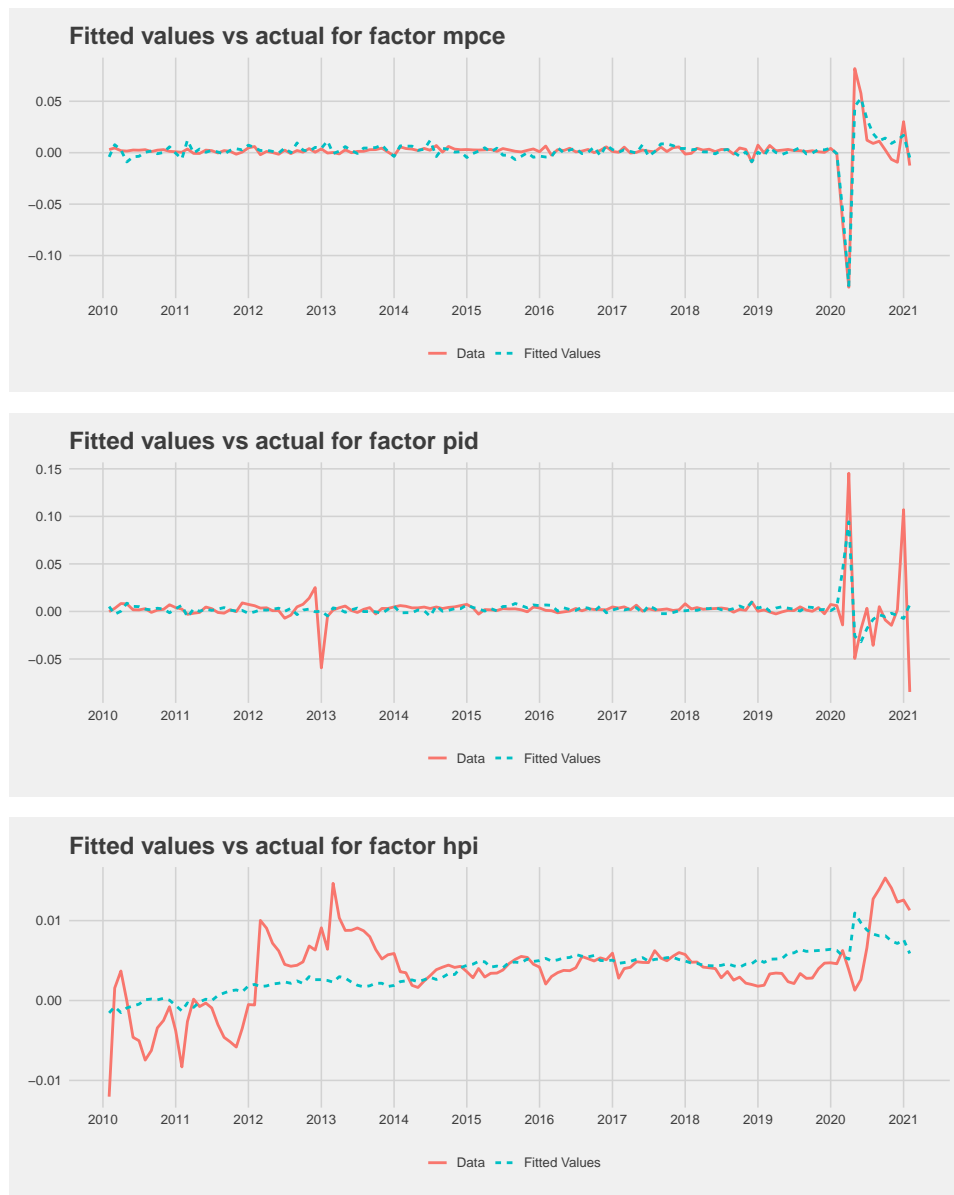 Fitted values vs actual for factor mpce
0.05
0.00
−0.05
−0.10
2010 2011 2012 2013 2014 2015 2016 2017 2018 2019 2020 2021
Data Fitted Values
Fitted values vs actual for factor pid
0.15
0.10
0.05
0.00
−0.05
2010 2011 2012 2013 2014 2015 2016 2017 2018 2019 2020 2021
Data Fitted Values
Fitted values vs actual for factor hpi
0.01
0.00
−0.01
2010 2011 2012 2013 2014 2015 2016 2017 2018 2019 2020 2021
Data Fitted Values